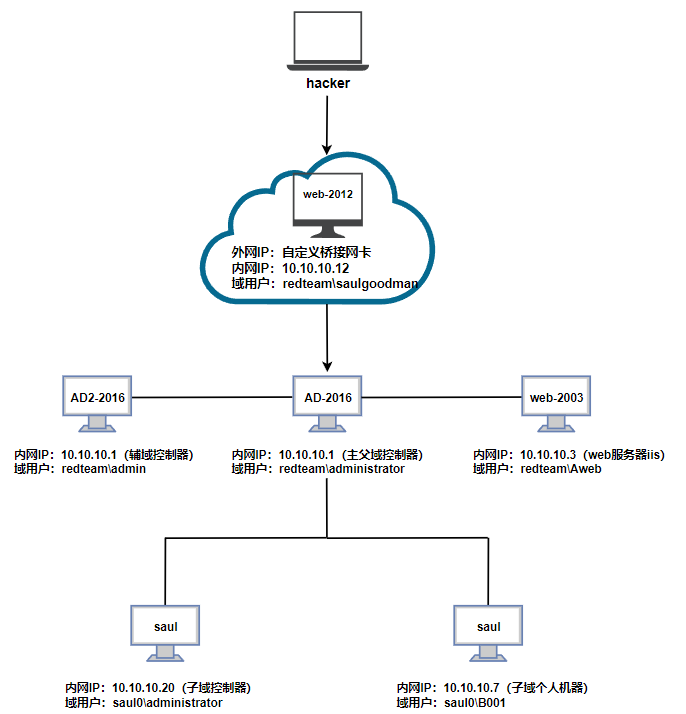 hacker
web-2012
外网IP：自定义桥接网卡
内网IP：10.10.10.12
域用户：redteam\saulgoodman
AD2-2016
AD-2016
web-2003
内网IP：10.10.10.1（辅域控制器）
域用户：redteam\admin
内网IP：10.10.10.1（主父域控制器)
域用户：redteam\administrator
内网IP：10.10.10.3（web服务器iis)
域用户：redteam\Aweb
saul
saul
内网IP：10.10.10.20（子域控制器)
域用户：saul0\administrator
内网IP：10.10.10.7（子域个人机器）
域用户：saul0\B001